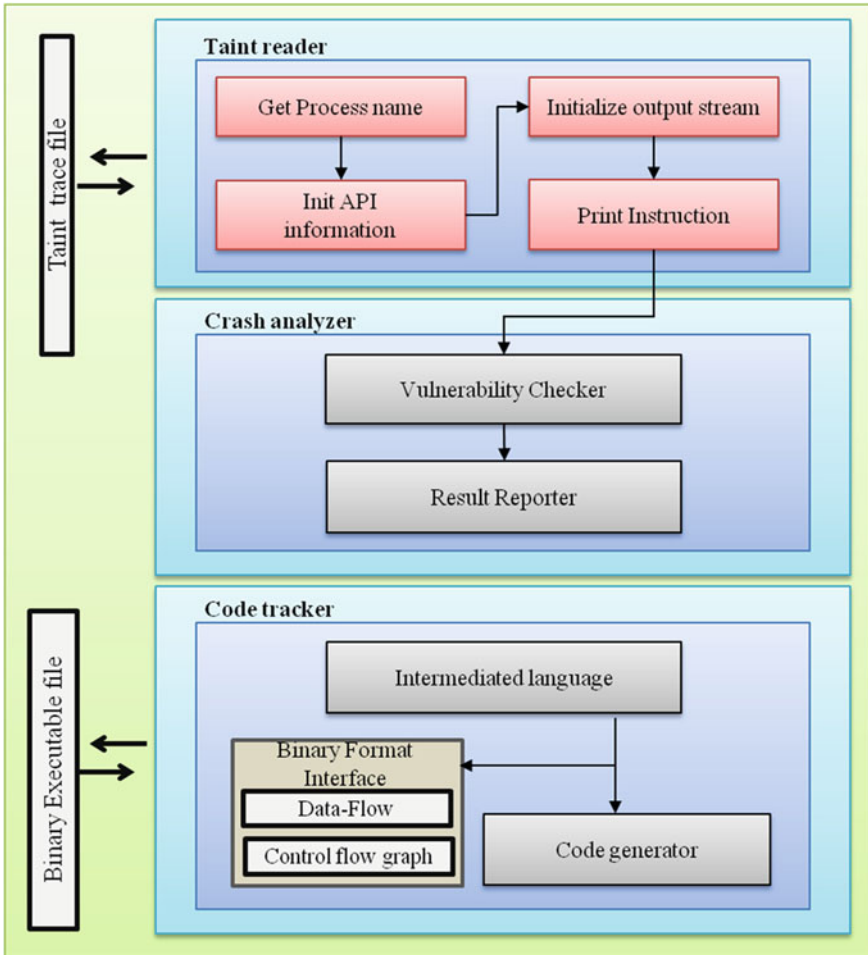 Taint trace file
Taint reader
Get Process name
Initialize output stream
Init API
information
Print Instruction
Crash analyzer
Vulnerability Checker
Result Reporter
Binary Executable file
Code tracker
Intermediated language
Binary Format
Interface
Data-Flow
Control flow graph
Code generator